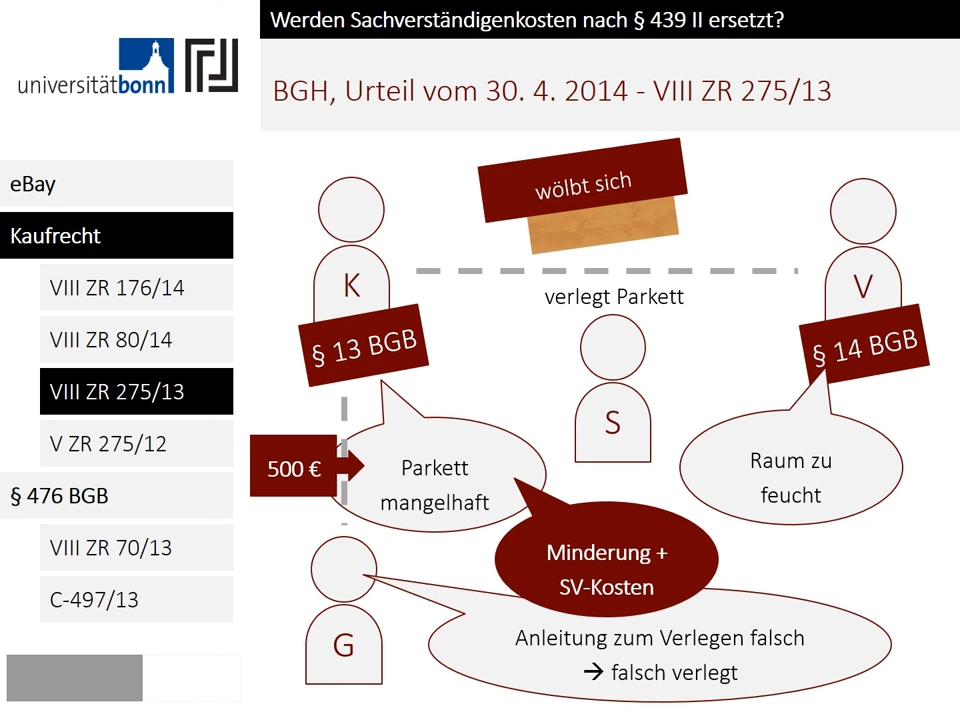 Werden Sachverständigenkosten nach § 439 II ersetzt?
universitätbonn
BGH, Urteil vom 30. 4. 2014 - VIII ZR 275/13
eBay
Kaufrecht
VIII ZR 176/14
VIII ZR 80/14
VIII ZR 275/13
V ZR 275/12
§ 476 BGB
VIII ZR 70/13
C-497/13
wölbt sich
K
V
verlegt Parkett
§ 13 BGB
§ 14 BGB
S
500 €
Parkett
mangelhaft
Raum zu
feucht
Minderung +
SV-Kosten
G
Anleitung zum Verlegen falsch
→ falsch verlegt